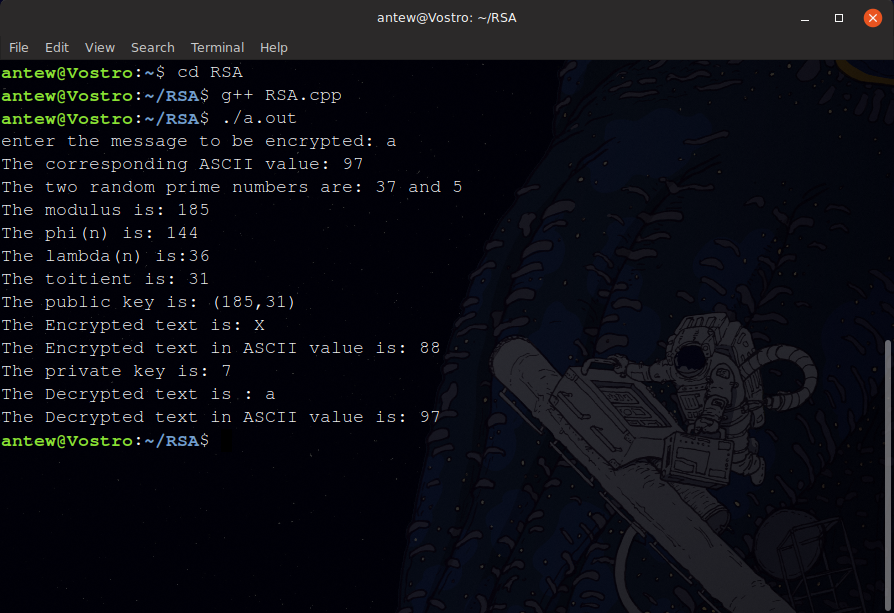 antew@Vostro: ~/RSA
File Edit View Search Terminal Help
antew@Vostro:~$ cd RSA
antew@Vostro:~/RSA$ g++ RSA.cpp
antew@Vostro:~/RSA$ ./a.out
enter the message to be encrypted: a
The corresponding ASCII value: 97
The two random prime numbers are: 37 and 5
The modulus is: 185
The phi(n) is: 144
The lambda(n) is:36
The toitient is: 31
The public key is: (185,31)
The Encrypted text is: X
The Encrypted text in ASCII value is: 88
The private key is: 7
The Decrypted text is : a
The Decrypted text in ASCII value is: 97
antew@Vostro:~/RSA$